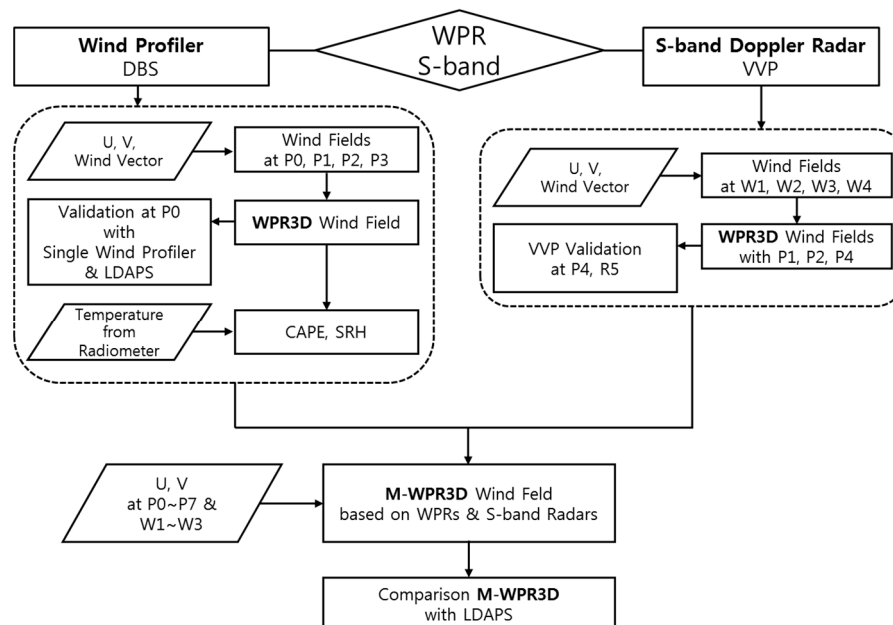 WPR
S-band
Wind Profiler
DBS
U, V,
Wind Vector
Wind Fields
at P0, P1, P2, P3
Validation at P0
with
Single Wind Profiler
& LDAPS
WPR3D Wind Field
Temperature
from
Radiometer
CAPE, SRH
S-band Doppler Radar
VVP
U, V,
Wind Vector
Wind Fields
at W1, W2, W3, W4
VVP Validation
at P4, R5
WPR3D Wind Fields
with P1, P2, P4
U, V
at P0~P7 &
W1~W3
M-WPR3D Wind Feld
based on WPRs & S-band Radars
Comparison M-WPR3D
with LDAPS